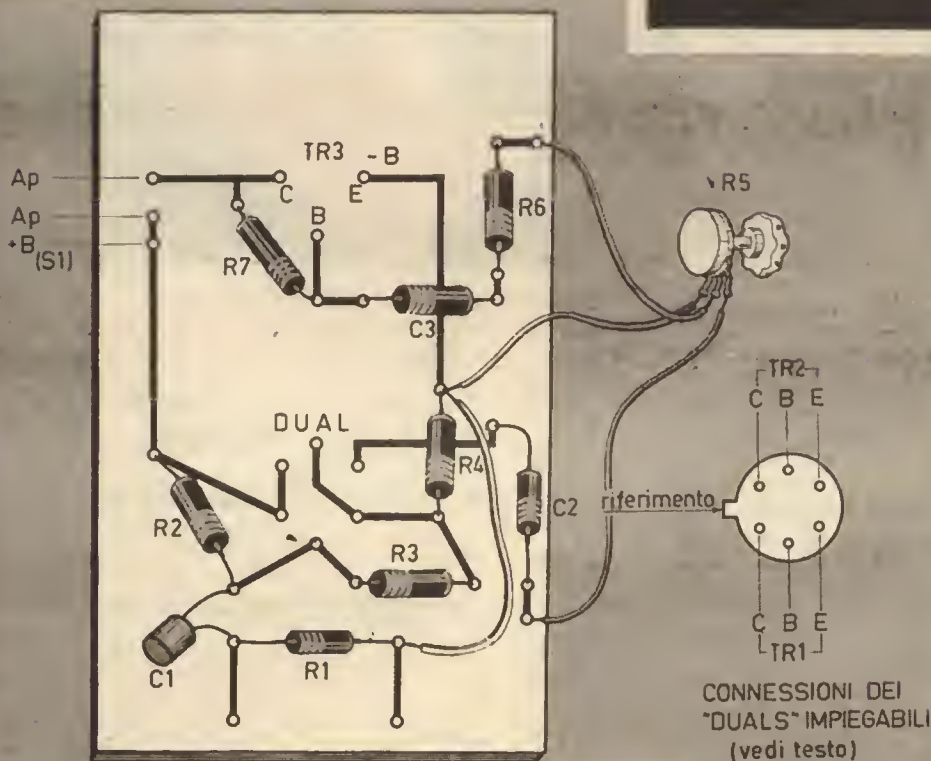 TR3 -B
Ap
C
E
R6
R5
Ap
B
+B
(S1)
R7
C3
TR2
C B E
DUAL
R4
C2
riferimento
R2
R3
C1
R1
C B E
TR1
CONNESSIONI DEI
"DUALS" IMPIEGABILI
(vedi testo)